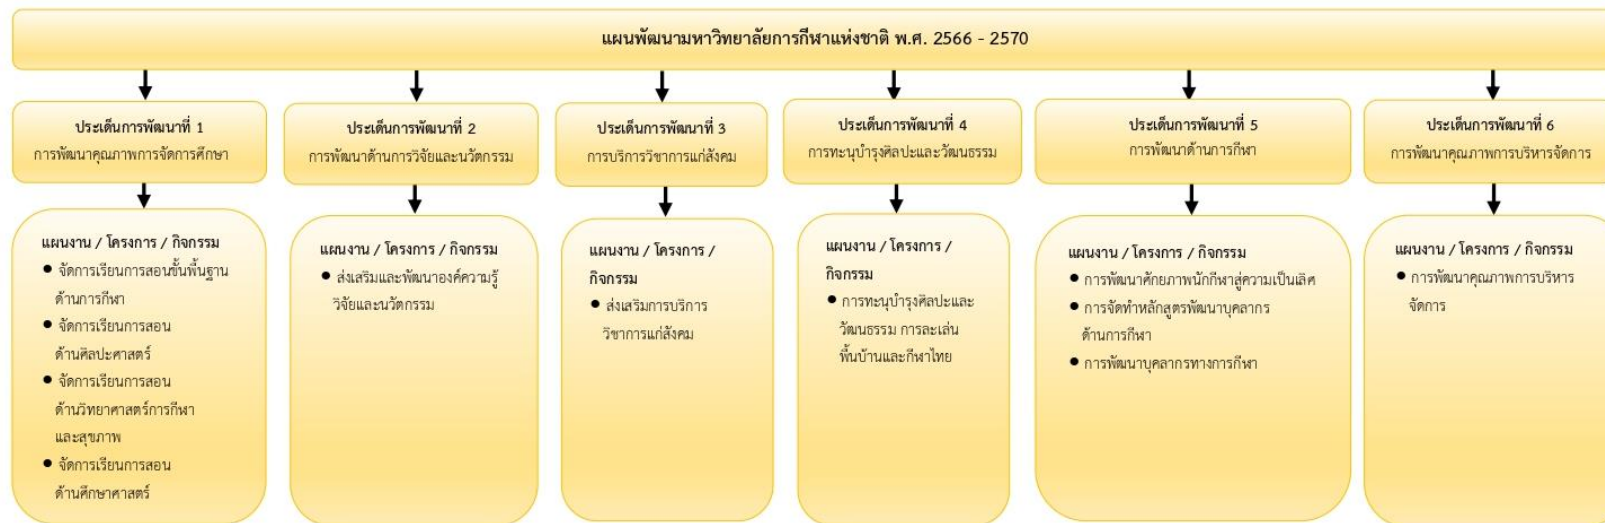 แผนพัฒนามหาวิทยาลัยการกีฬาแห่งชาติ พ.ศ. 2566 - 2570
ประเด็นการพัฒนาที่ 1
การพัฒนาคุณภาพการจัดการศึกษา
ประเด็นการพัฒนาที่ 2
การพัฒนาด้านการวิจัยและนวัตกรรม
ประเด็นการพัฒนาที่ 3
การบริการวิชาการแก่สังคม
ประเด็นการพัฒนาที่ 4
การทะนุบำรุงศิลปะและวัฒนธรรม
ประเด็นการพัฒนาที่ 5
การพัฒนาด้านการกีฬา
ประเด็นการพัฒนาที่ 6
การพัฒนาคุณภาพการบริหารจัดการ
แผนงาน / โครงการ / กิจกรรม
● จัดการเรียนการสอนขั้นพื้นฐาน
ด้านการกีฬา
● จัดการเรียนการสอน
ด้านศิลปะศาสตร์
● จัดการเรียนการสอน
ด้านวิทยาศาสตร์การกีฬา
และสุขภาพ
● จัดการเรียนการสอน
ด้านศึกษาศาสตร์
แผนงาน / โครงการ / กิจกรรม
● ส่งเสริมและพัฒนาองค์ความรู้
วิจัยและนวัตกรรม
แผนงาน / โครงการ /
กิจกรรม
● ส่งเสริมการบริการ
วิชาการแก่สังคม
แผนงาน / โครงการ /
กิจกรรม
● การทะนุบำรุงศิลปะและ
วัฒนธรรม การละเล่น
พื้นบ้านและกีฬาไทย
แผนงาน / โครงการ / กิจกรรม
● การพัฒนาศักยภาพนักกีฬาสู่ความเป็นเลิศ
● การจัดทำหลักสูตรพัฒนาบุคลากร
ด้านการกีฬา
● การพัฒนาบุคลากรทางการกีฬา
แผนงาน / โครงการ / กิจกรรม
● การพัฒนาคุณภาพการบริหาร
จัดการ